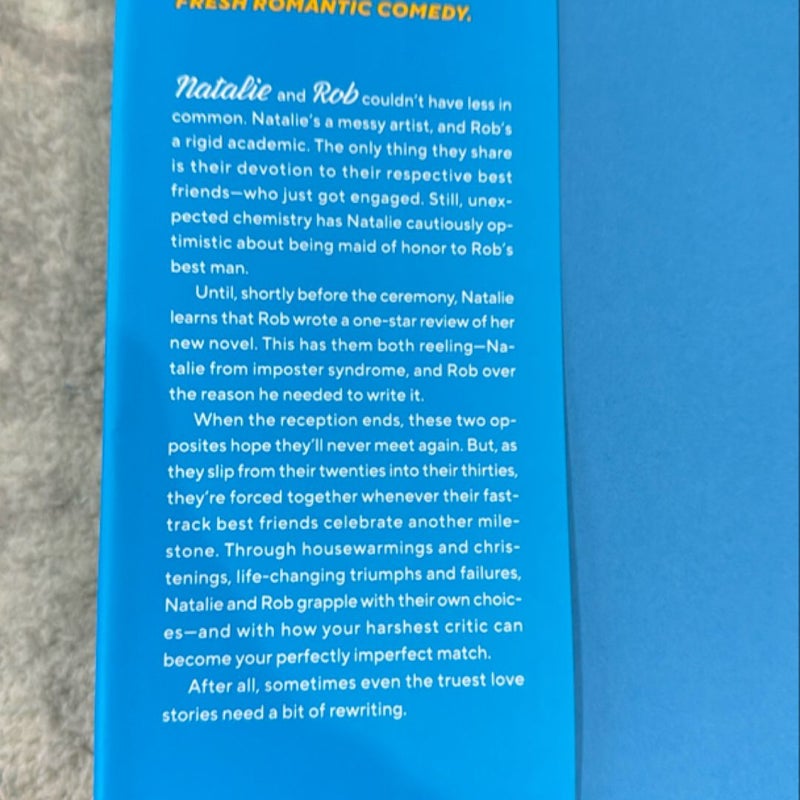 FRESH ROMANTIC COMEDY.
Natalie and Rob couldn't have less in
common. Natalie's a messy artist, and Rob's
a rigid academic. The only thing they share
is their devotion to their respective best
friends—who just got engaged. Still, unex-
pected chemistry has Natalie cautiously op-
timistic about being maid of honor to Rob's
best man.
Until, shortly before the ceremony, Natalie
learns that Rob wrote a one-star review of her
new novel. This has them both reeling—Na-
talie from imposter syndrome, and Rob over
the reason he needed to write it.
When the reception ends, these two op-
posites hope they'll never meet again. But, as
they slip from their twenties into their thirties,
they're forced together whenever their fast-
track best friends celebrate another mile-
stone. Through housewarmings and chris-
tenings, life-changing triumphs and failures,
Natalie and Rob grapple with their own choic-
es—and with how your harshest critic can
become your perfectly imperfect match.
After all, sometimes even the truest love
stories need a bit of rewriting.